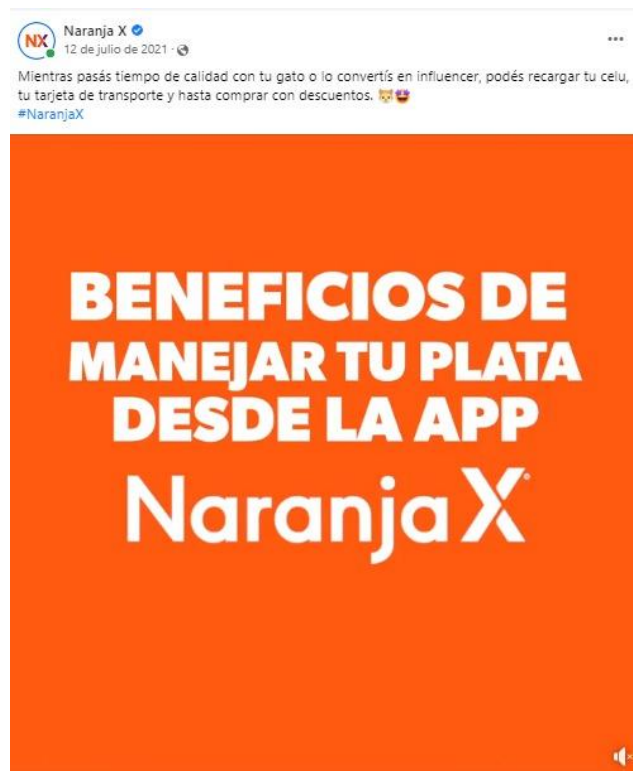 NX
Naranja X
12 de julio de 2021 ·
Mientras pasás tiempo de calidad con tu gato o lo convertís en influencer, podés recargar tu celu,
tu tarjeta de transporte y hasta comprar con descuentos. 😼🤩
#NaranjaX
BENEFICIOS DE
MANEJAR TU PLATA
DESDE LA APP
Naranja X